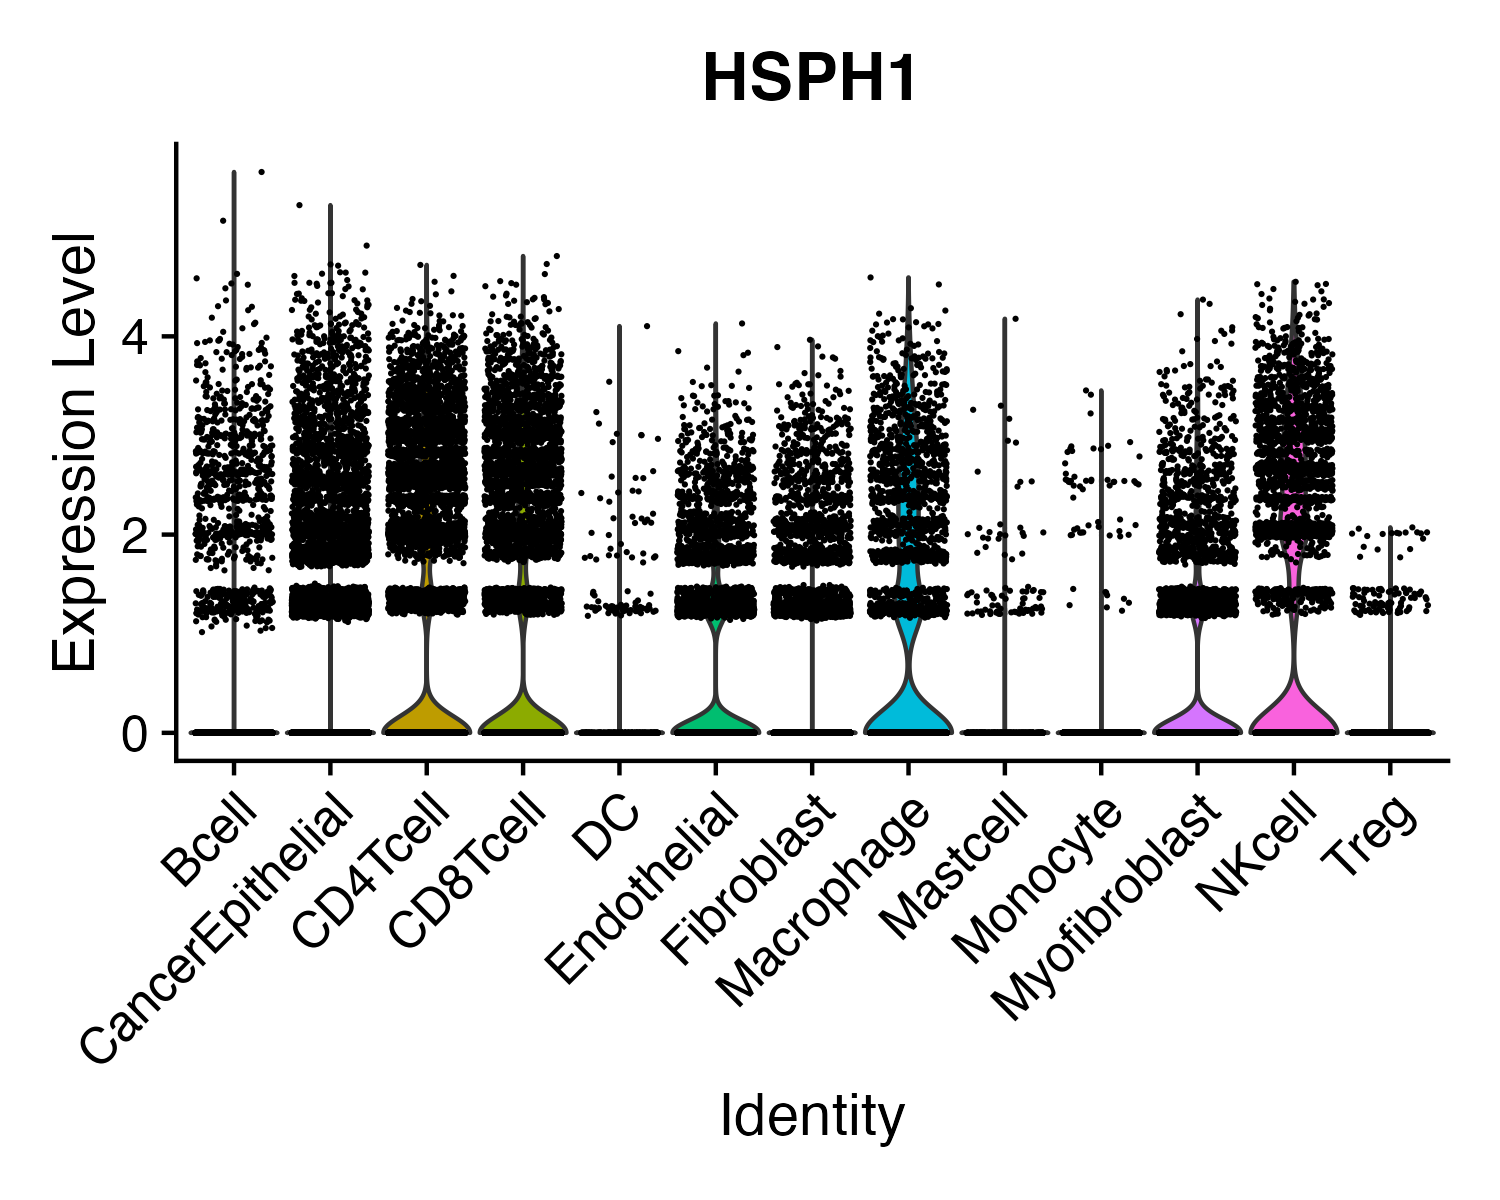 HSPH1
Expression Level
4
2
0
Bcell
CancerEpithelial
CD4Tcell
CD8Tcell
DC
Endothelial
Fibroblast
Macrophage
Mastcell
Monocyte
Myofibroblast
NKcell
Treg
Identity